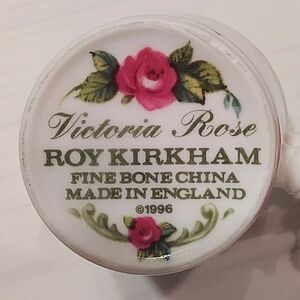 Victoria Rose
ROY KIRKHAM
FINE BONE CHINA
MADE IN ENGLAND
©1996